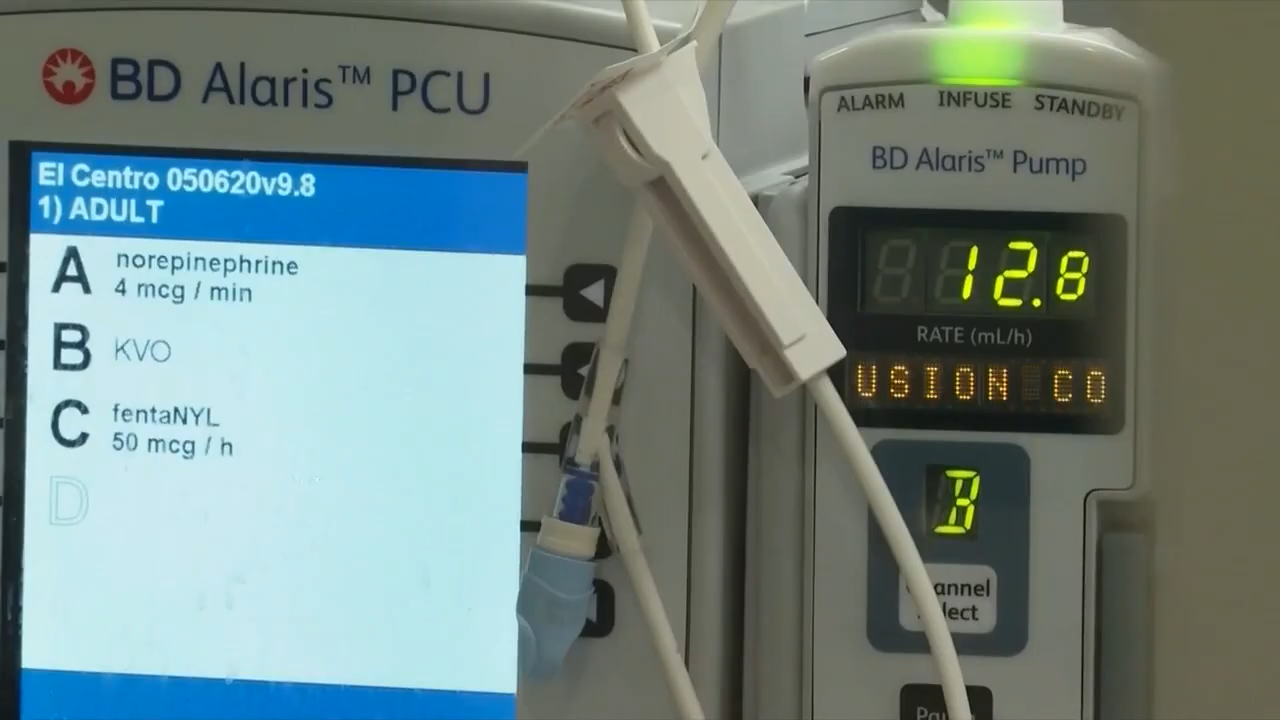 BD Alaris™ PCU
El Centro 050620v9.8
1) ADULT
A norepinephrine
4 mcg / min
B KVO
C fentaNYL
50 mcg / h
D
ALARM INFUSE STANDBY
BD Alaris™ Pump
12.8
RATE (mL/h)
USION CO
B
annel
lect